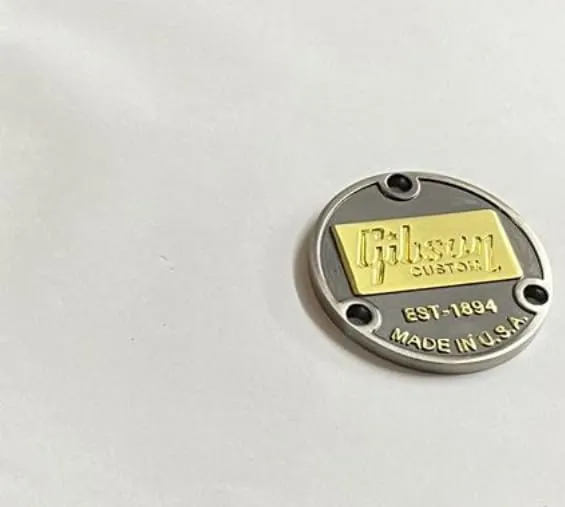 Gibson
CUSTOM
EST-1894
MADE IN U.S.A.